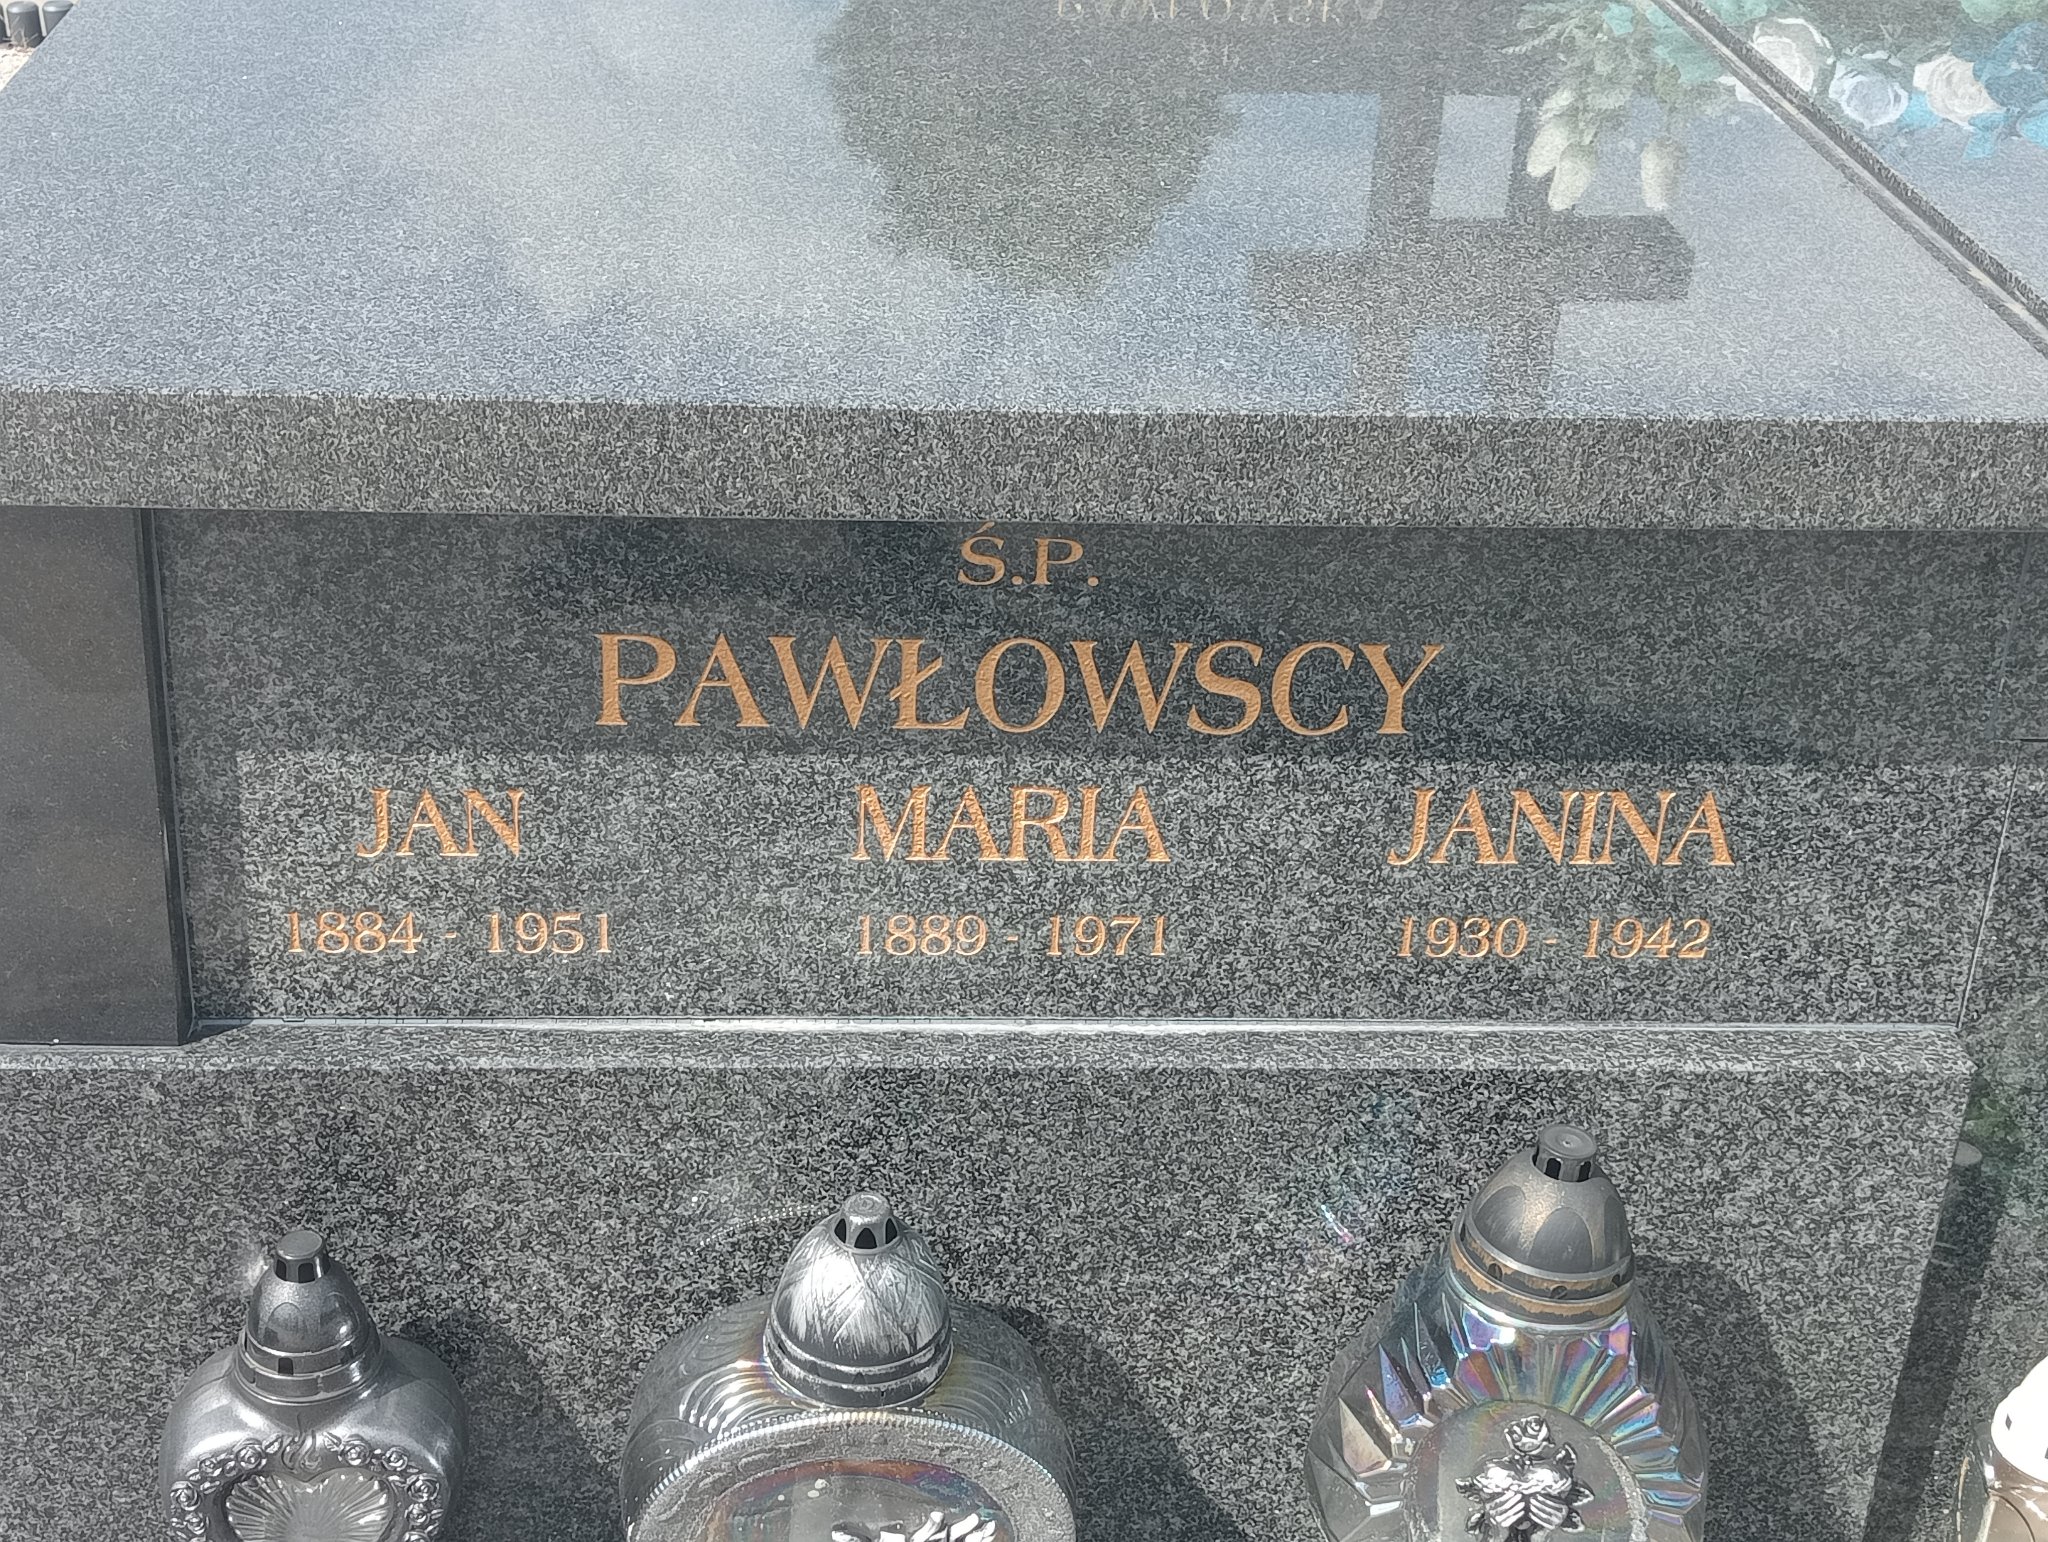 Ś.P.
PAWŁOWSCY
JAN MARIA JANINA
1884 - 1951 1889 - 1971 1930 - 1942